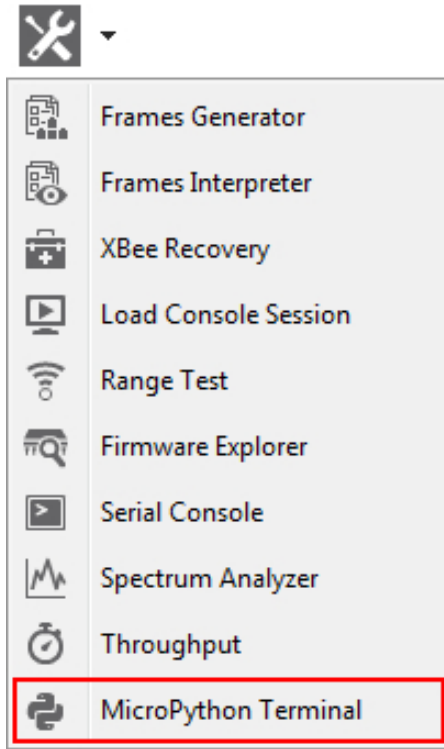 Frames Generator
Frames Interpreter
XBee Recovery
Load Console Session
Range Test
Firmware Explorer
Serial Console
Spectrum Analyzer
Throughput
MicroPython Terminal